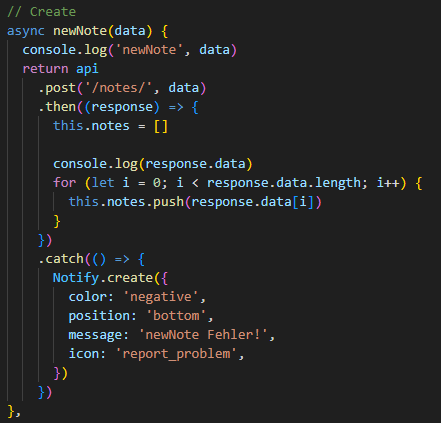 // Create
async newNote(data) {
console.log('newNote', data)
return api
.post('/notes/', data)
.then((response) => {
this.notes = []
console.log(response.data)
for (let i = 0; i < response.data.length; i++) {
this.notes.push(response.data[i])
}
})
.catch(() => {
Notify.create({
color: 'negative',
position: 'bottom',
message: 'newNote Fehler!',
icon: 'report_problem',
})
})
},